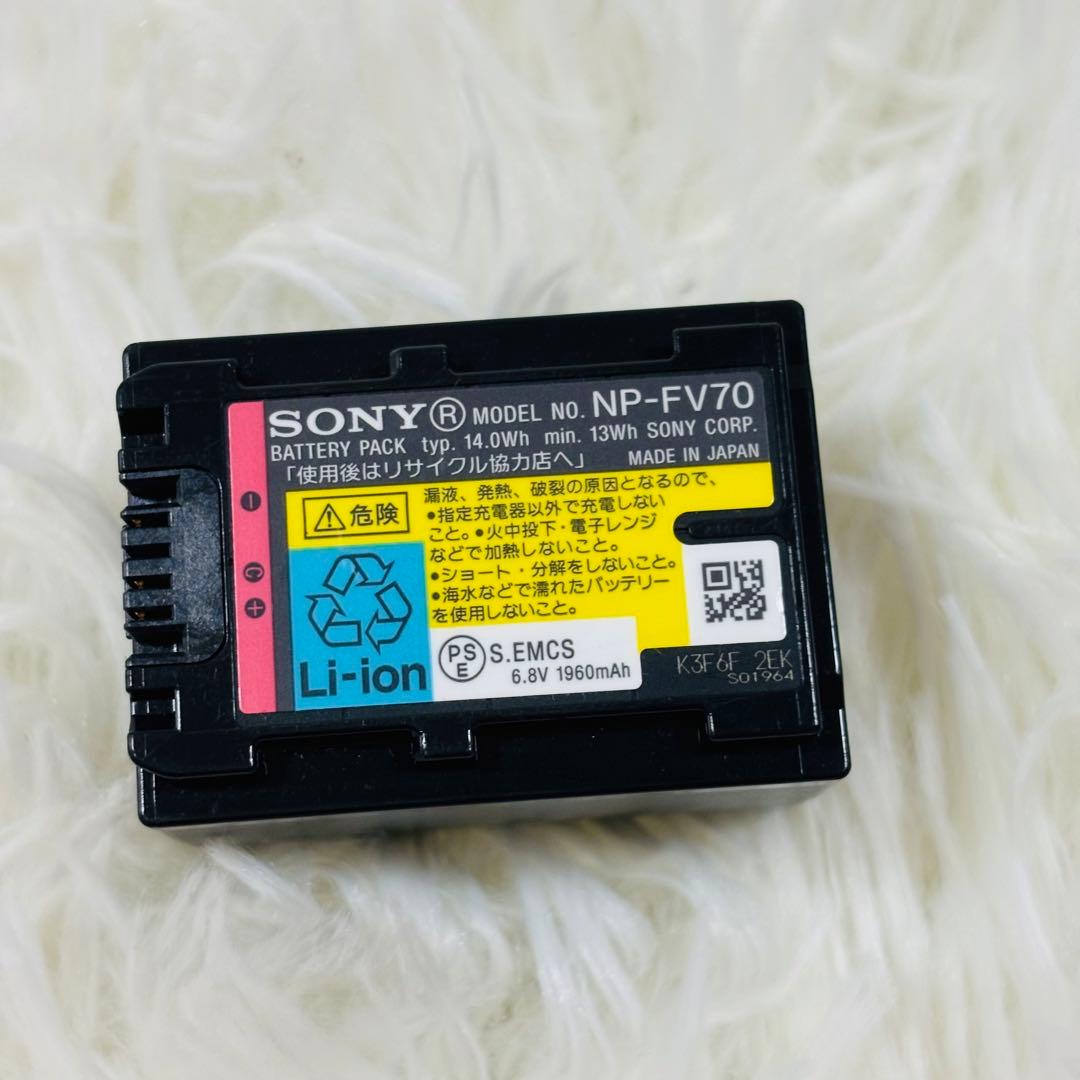 SONY® MODEL NO. NP-FV70
BATTERY PACK typ. 14.0Wh min. 13Wh SONY CORP.
「使用後はリサイクル協力店へ」 MADE IN JAPAN
⚠危険
漏液、発熱、破裂の原因となるので、
●指定充電器以外で充電しない
こと。●火中投下・電子レンジ
などで加熱しないこと。
●ショート・分解をしないこと。
●海水などで濡れたバッテリー
を使用しないこと。
− C +
Li-ion
PSE S.EMCS
6.8V 1960mAh
K3F6F 2EK
S01964